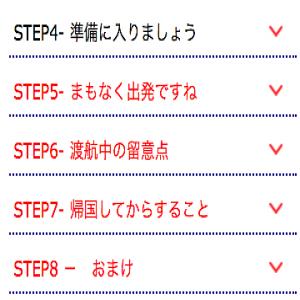 STEP4- 準備に入りましょう
STEP5- まもなく出発ですね
STEP6- 渡航中の留意点
STEP7- 帰国してからすること
STEP8 －　おまけ